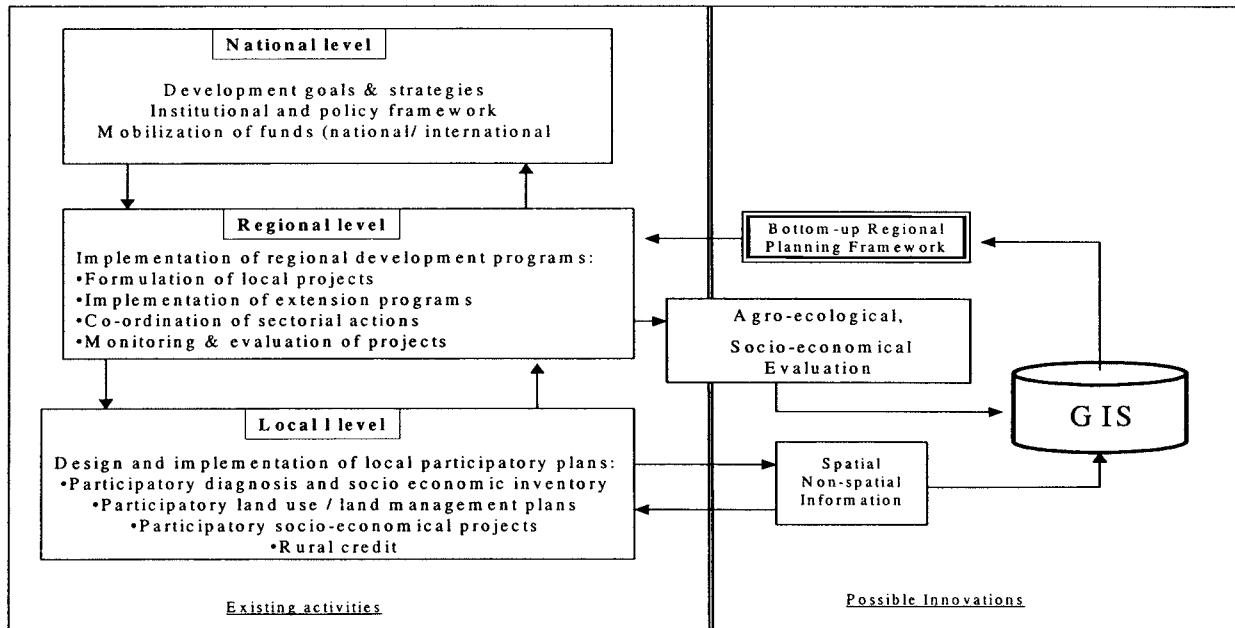 National level
Development goals & strategies
Institutional and policy framework
Mobilization of funds (national/ international
Regional level
Implementation of regional development programs:
•Formulation of local projects
•Implementation of extension programs
•Co-ordination of sectorial actions
•Monitoring & evaluation of projects
Local l level
Design and implementation of local participatory plans:
•Participatory diagnosis and socio economic inventory
•Participatory land use / land management plans
•Participatory socio-economical projects
•Rural credit
Existing activities
Bottom-up Regional
Planning Framework
Agro-ecological,
Socio-economical
Evaluation
GIS
Spatial
Non-spatial
Information
Possible Innovations